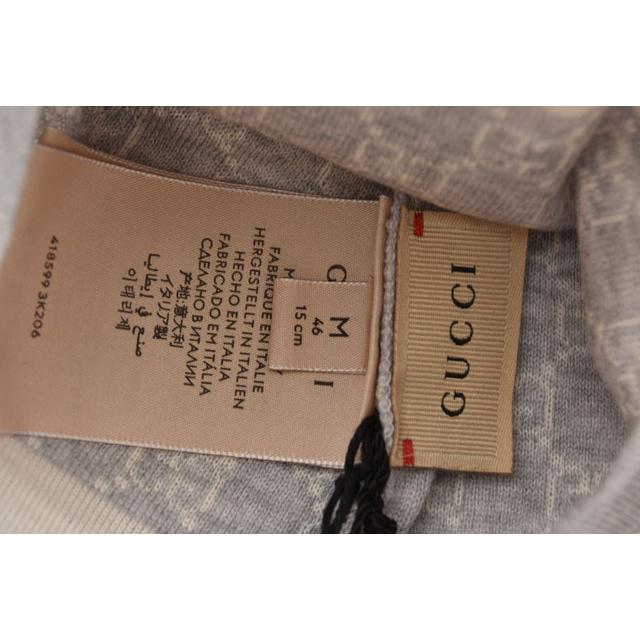 GUCCI
G I
M
46
15 cm
FABRIQUE EN ITALIE
HERGESTELLT IN ITALIEN
HECHO EN ITALIA
FABRICADO EM ITÁLIA
СДЕЛАНО В ИТАЛИИ
产地:意大利
イタリア製
صنع في إيطاليا
이태리제
418599 3K206